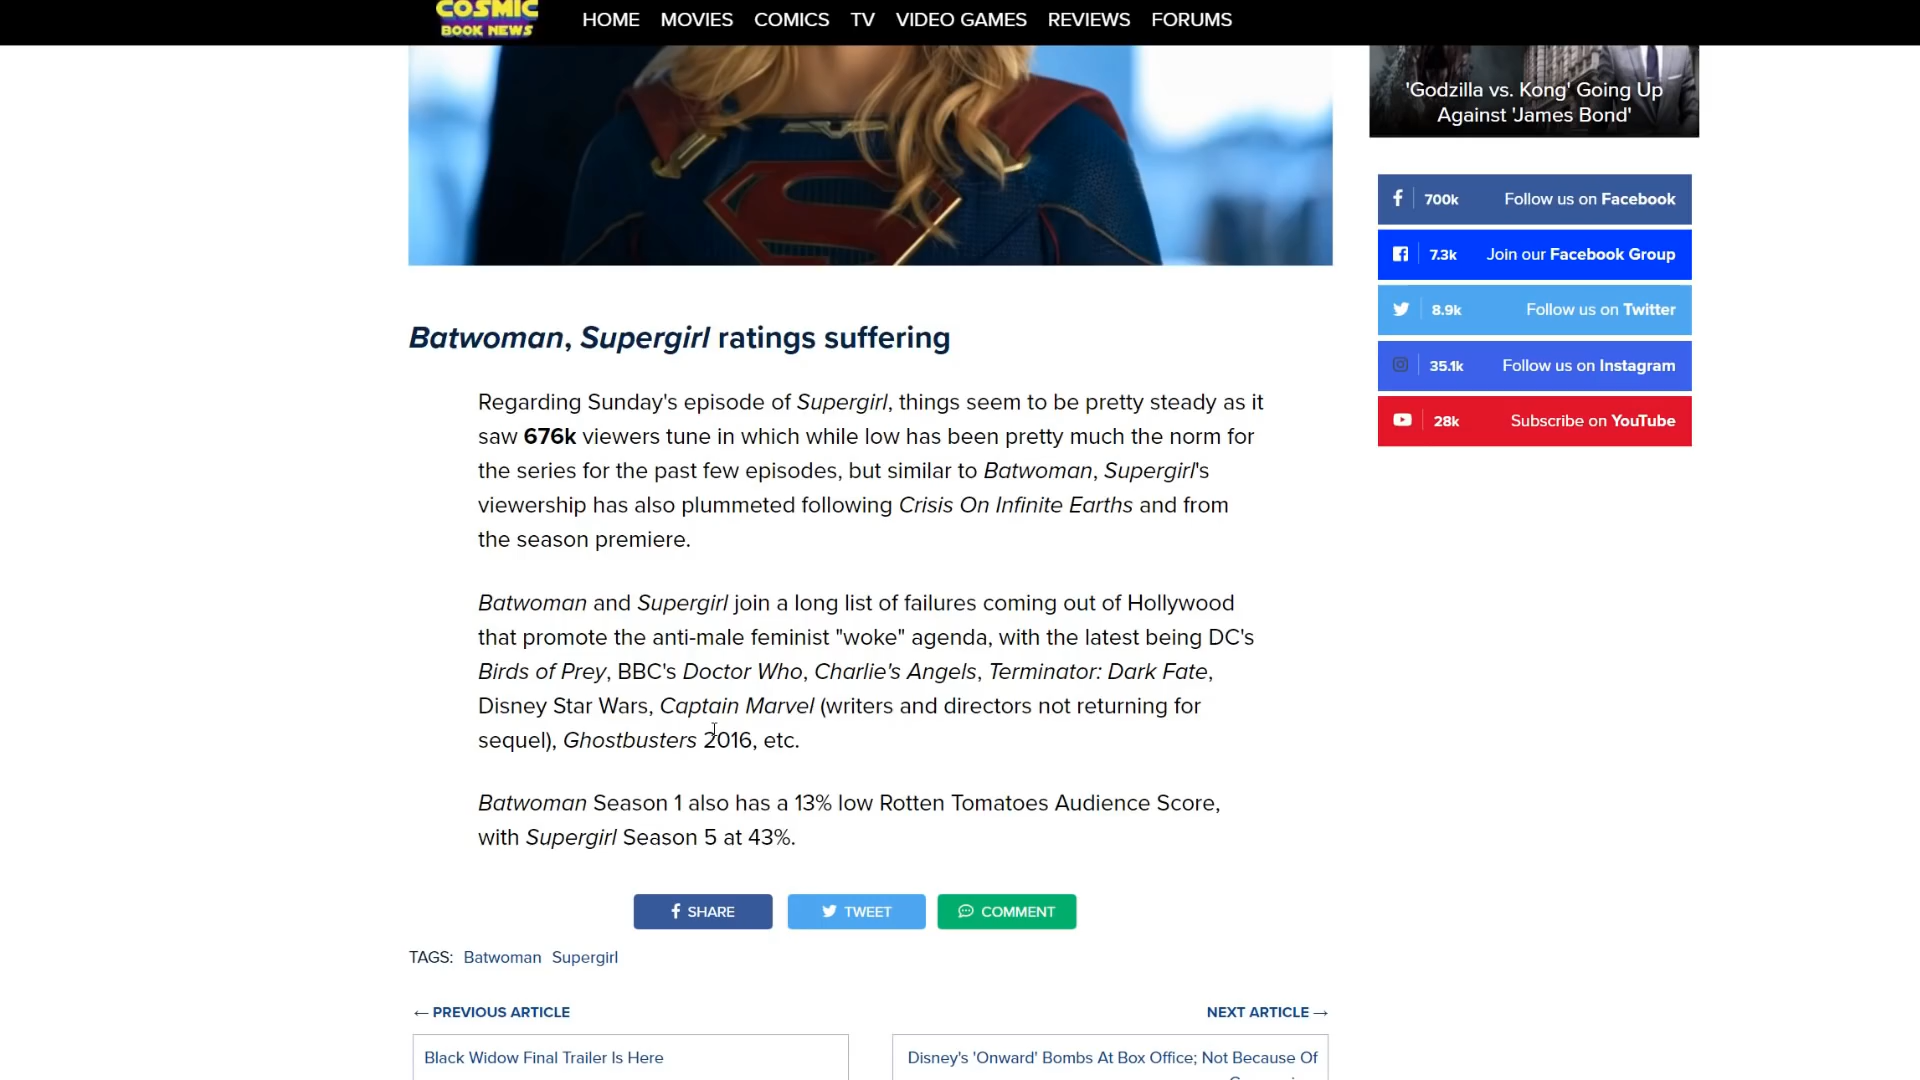 COSMIC
BOOK NEWS
HOME MOVIES COMICS TV VIDEO GAMES REVIEWS FORUMS
'Godzilla vs. Kong' Going Up
Against 'James Bond'
700k Follow us on Facebook
7.3k Join our Facebook Group
8.9k Follow us on Twitter
35.1k Follow us on Instagram
28k Subscribe on YouTube
Batwoman, Supergirl ratings suffering
Regarding Sunday's episode of Supergirl, things seem to be pretty steady as it
saw 676k viewers tune in which while low has been pretty much the norm for
the series for the past few episodes, but similar to Batwoman, Supergirl's
viewership has also plummeted following Crisis On Infinite Earths and from
the season premiere.
Batwoman and Supergirl join a long list of failures coming out of Hollywood
that promote the anti-male feminist "woke" agenda, with the latest being DC's
Birds of Prey, BBC's Doctor Who, Charlie's Angels, Terminator: Dark Fate,
Disney Star Wars, Captain Marvel (writers and directors not returning for
sequel), Ghostbusters 2016, etc.
Batwoman Season 1 also has a 13% low Rotten Tomatoes Audience Score,
with Supergirl Season 5 at 43%.
SHARE TWEET COMMENT
TAGS: Batwoman Supergirl
← PREVIOUS ARTICLE
NEXT ARTICLE →
Black Widow Final Trailer Is Here
Disney's 'Onward' Bombs At Box Office; Not Because Of